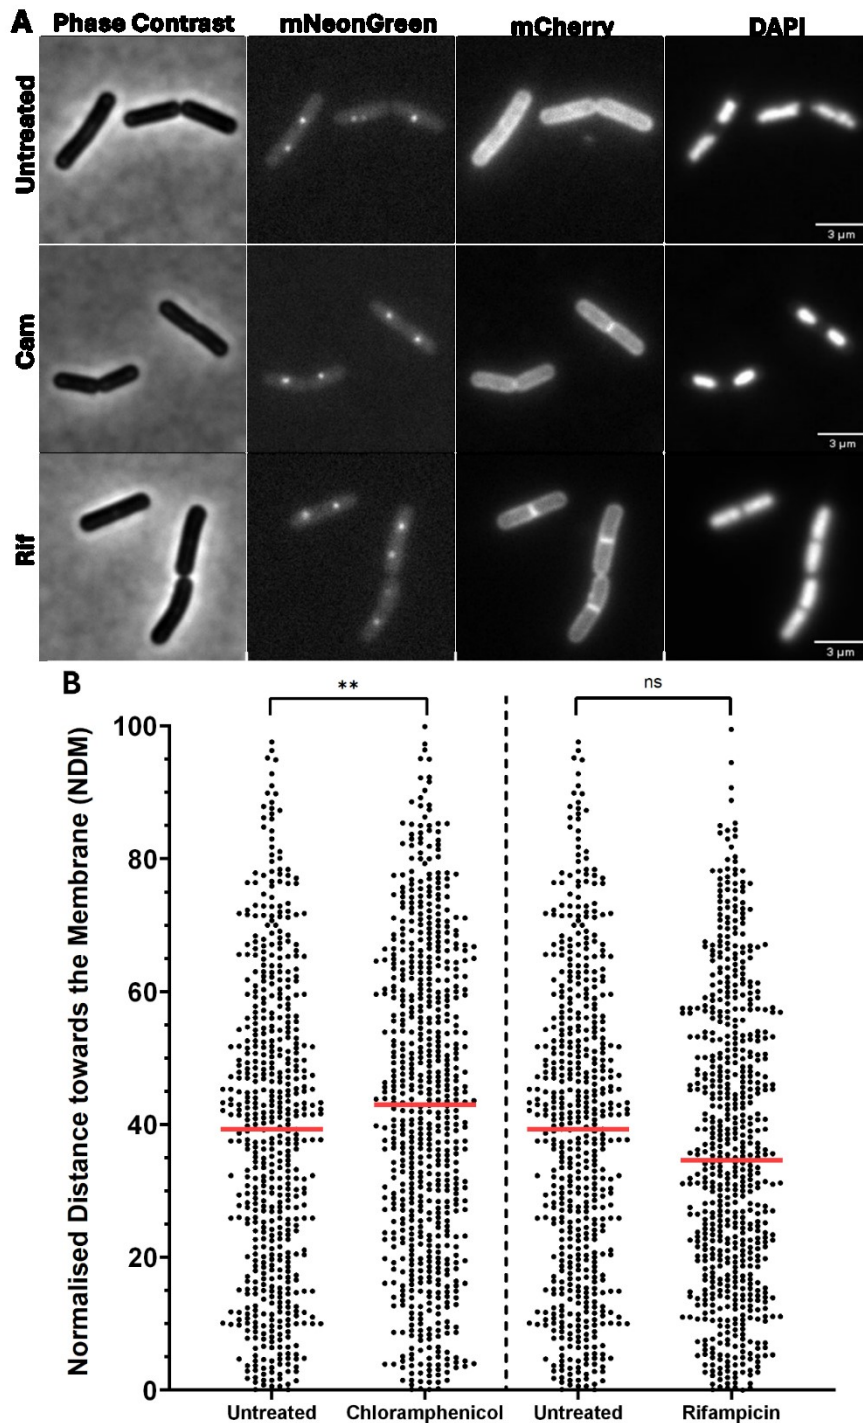 A
Phase Contrast mNeonGreen mCherry DAPI
Untreated
3 µm
Cam
3 µm
Rif
3 µm
B
** ns
Normalised Distance towards the Membrane (NDM)
100
80
60
40
20
0
Untreated Chloramphenicol Untreated Rifampicin